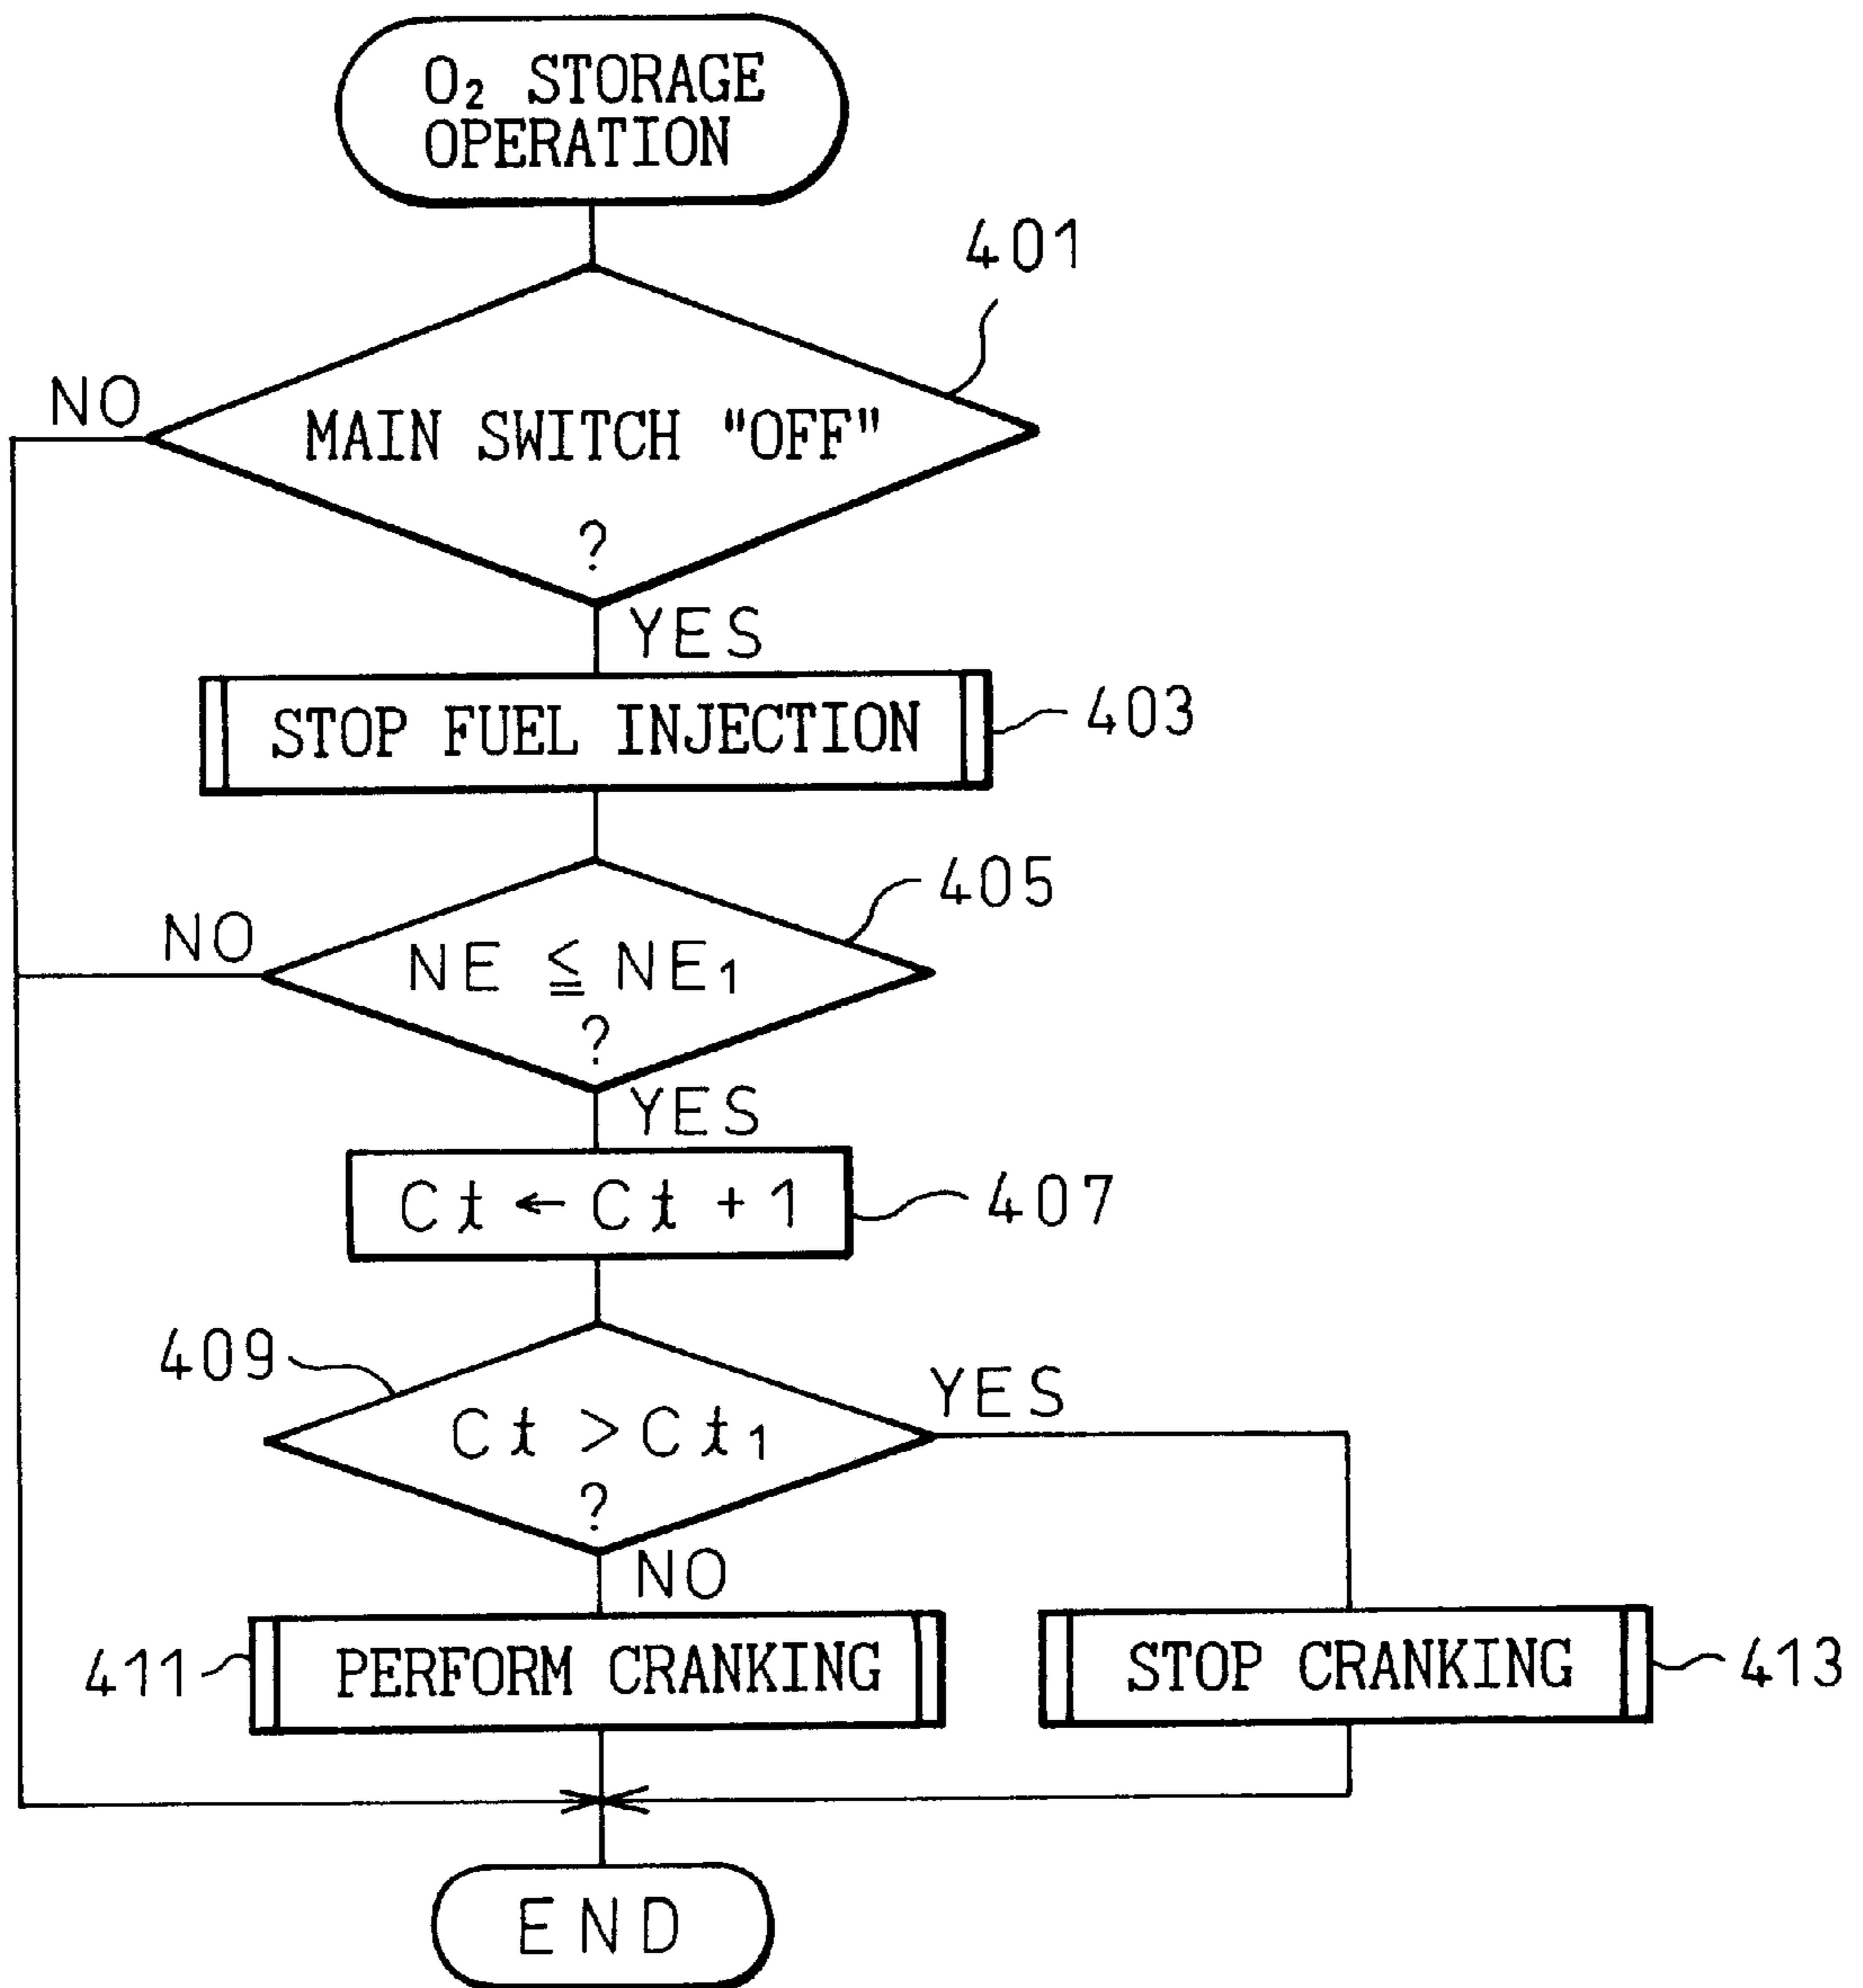 O₂ STORAGE
OPERATION
401
NO
MAIN SWITCH "OFF"
?
YES
STOP FUEL INJECTION
403
405
NO
NE ≦ NE₁
?
YES
Ct ← Ct + 1
407
409
YES
Ct > Ct₁
?
NO
411
PERFORM CRANKING
STOP CRANKING
413
END